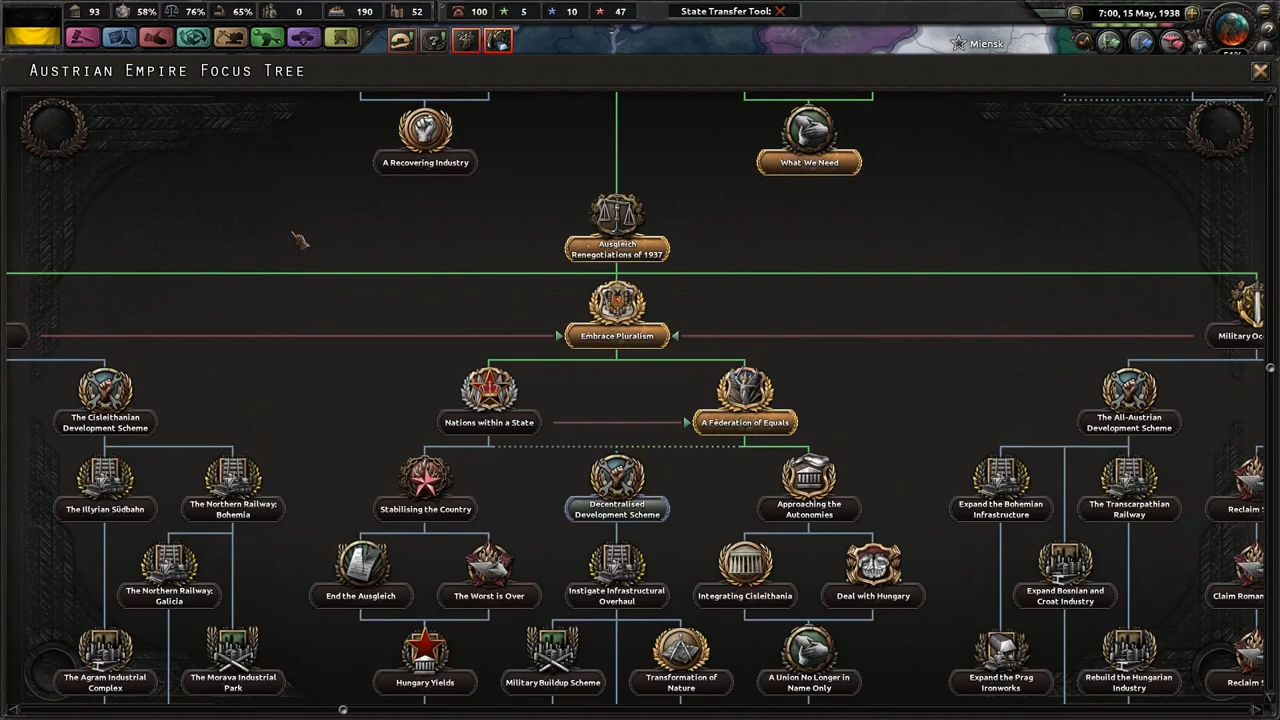 93 58% 76% 65% 0 190 52 100 5 10 47 State Transfer Tool: 7:00, 15 May, 1938
Miensk
AUSTRIAN EMPIRE FOCUS TREE
A Recovering Industry
What We Need
Ausgleich
Renegotiations of 1937
Embrace Pluralism
Military Oc
The Cisleithanian
Development Scheme
Nations within a State
A Federation of Equals
The All-Austrian
Development Scheme
The Illyrian Südbahn
The Northern Railway:
Bohemia
Stabilising the Country
Decentralised
Development Scheme
Approaching the
Autonomies
Expand the Bohemian
Infrastructure
The Transcarpathian
Railway
Reclaim S
The Northern Railway:
Galicia
End the Ausgleich
The Worst is Over
Instigate Infrastructural
Overhaul
Integrating Cisleithania
Deal with Hungary
Expand Bosnian
and Croat Industry
Claim Roman
The Agram Industrial
Complex
The Morava Industrial
Park
Hungary Yields
Military Buildup Scheme
Transformation of
Nature
A Union No Longer in
Name Only
Expand the Prag
Ironworks
Rebuild the Hungarian
Industry
Reclaim